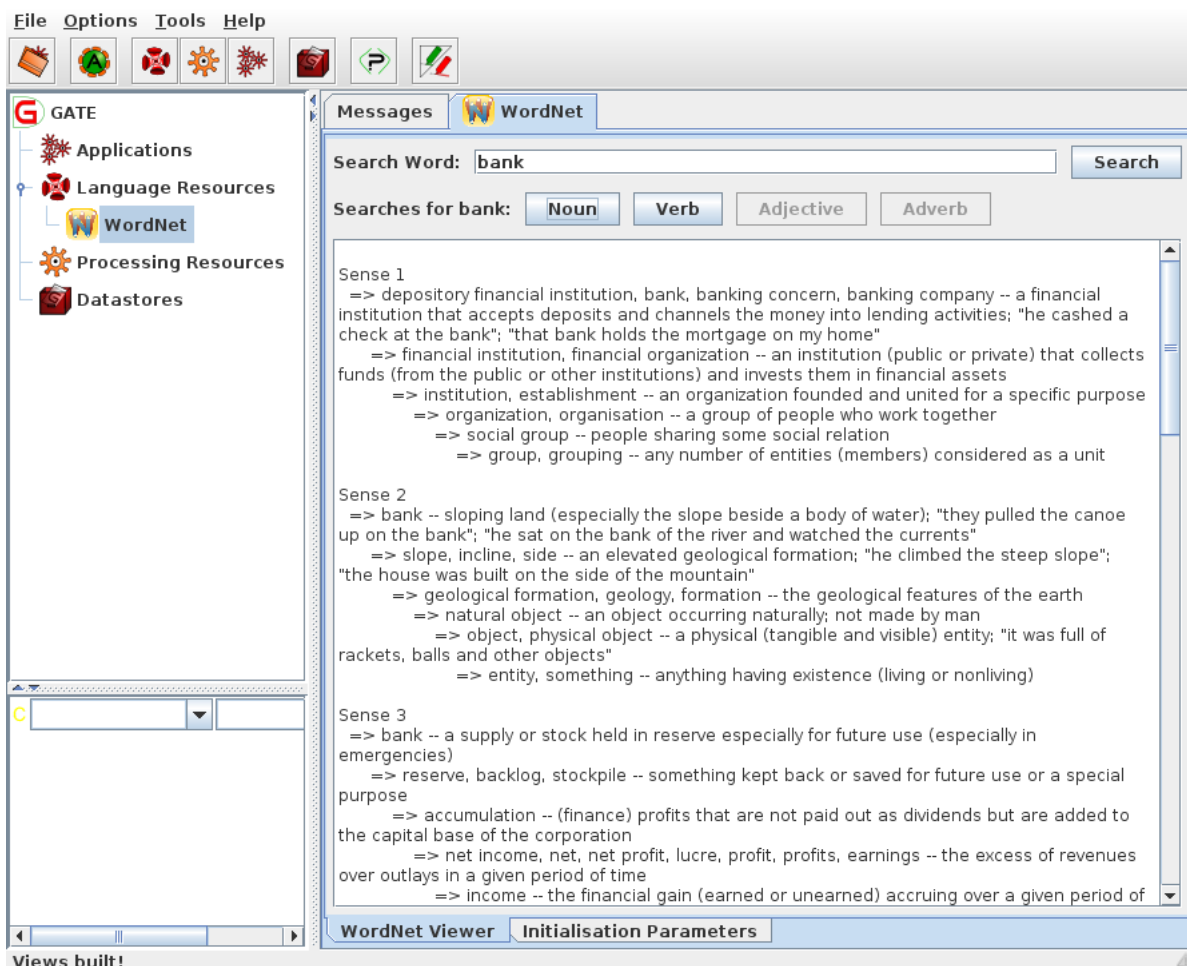 File Options Tools Help
GATE
Applications
Language Resources
WordNet
Processing Resources
Datastores
Messages
WordNet
Search Word: bank Search
Searches for bank: Noun Verb Adjective Adverb
Sense 1
=> depository financial institution, bank, banking concern, banking company -- a financial
institution that accepts deposits and channels the money into lending activities; "he cashed a
check at the bank"; "that bank holds the mortgage on my home"
=> financial institution, financial organization -- an institution (public or private) that collects
funds (from the public or other institutions) and invests them in financial assets
=> institution, establishment -- an organization founded and united for a specific purpose
=> organization, organisation -- a group of people who work together
=> social group -- people sharing some social relation
=> group, grouping -- any number of entities (members) considered as a unit
Sense 2
=> bank -- sloping land (especially the slope beside a body of water); "they pulled the canoe
up on the bank"; "he sat on the bank of the river and watched the currents"
=> slope, incline, side -- an elevated geological formation; "he climbed the steep slope";
"the house was built on the side of the mountain"
=> geological formation, geology, formation -- the geological features of the earth
=> natural object -- an object occurring naturally; not made by man
=> object, physical object -- a physical (tangible and visible) entity; "it was full of
rackets, balls and other objects"
=> entity, something -- anything having existence (living or nonliving)
Sense 3
=> bank -- a supply or stock held in reserve especially for future use (especially in
emergencies)
=> reserve, backlog, stockpile -- something kept back or saved for future use or a special
purpose
=> accumulation -- (finance) profits that are not paid out as dividends but are added to
the capital base of the corporation
=> net income, net, net profit, lucre, profit, profits, earnings -- the excess of revenues
over outlays in a given period of time
=> income -- the financial gain (earned or unearned) accruing over a given period of
C
WordNet Viewer
Initialisation Parameters
Views built!